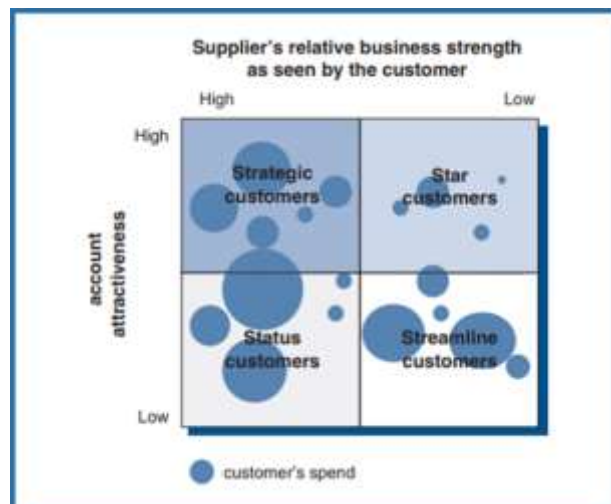 Supplier's relative business strength
as seen by the customer
High
Low
High
Strategic
customers
Star
customers
account
attractiveness
Status
customers
Streamline
customers
Low
customer's spend